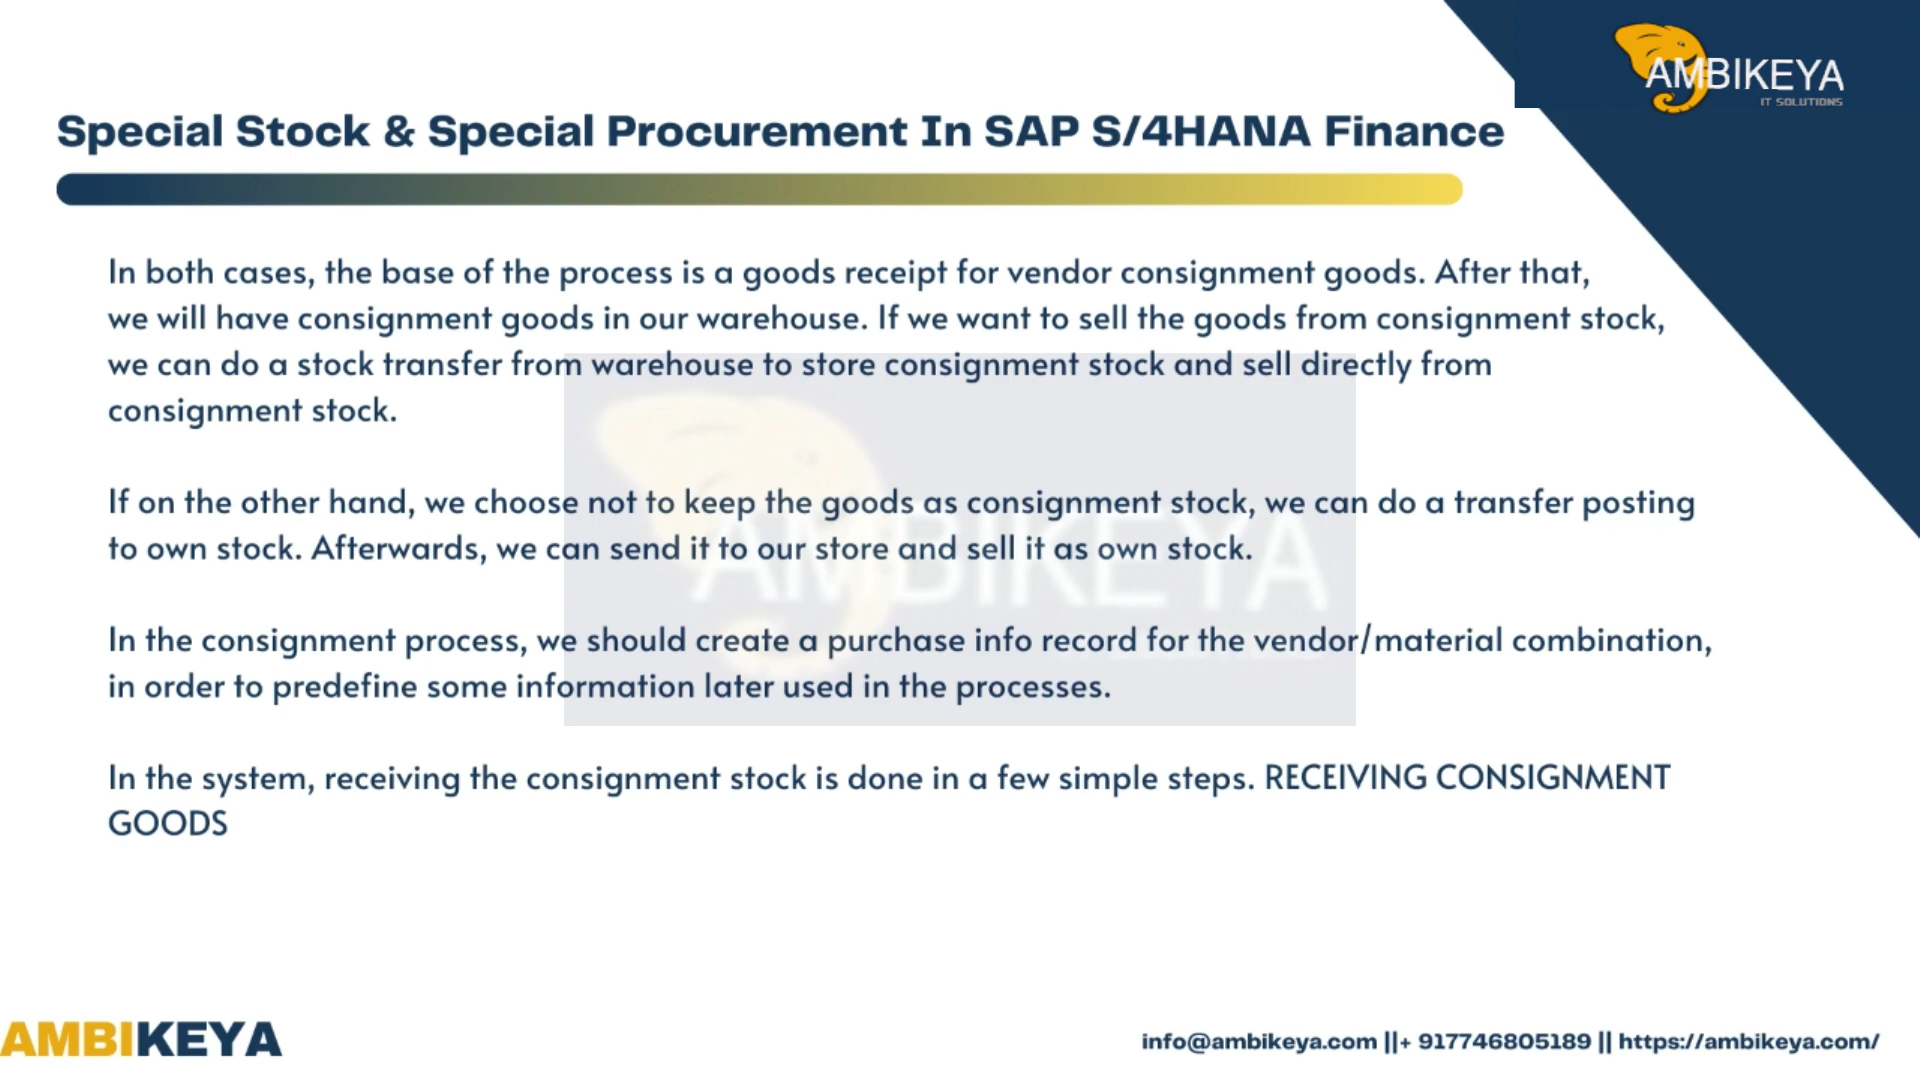 AMBIKEYA
IT SOLUTIONS
Special Stock & Special Procurement In SAP S/4HANA Finance
In both cases, the base of the process is a goods receipt for vendor consignment goods. After that,
we will have consignment goods in our warehouse. If we want to sell the goods from consignment stock,
we can do a stock transfer from warehouse to store consignment stock and sell directly from
consignment stock.
If on the other hand, we choose not to keep the goods as consignment stock, we can do a transfer posting
to own stock. Afterwards, we can send it to our store and sell it as own stock.
AMBIKEYA
In the consignment process, we should create a purchase info record for the vendor/material combination,
in order to predefine some information later used in the processes.
In the system, receiving the consignment stock is done in a few simple steps. RECEIVING CONSIGNMENT
GOODS
AMBIKEYA
info@ambikeya.com ||+ 917746805189 || https://ambikeya.com/